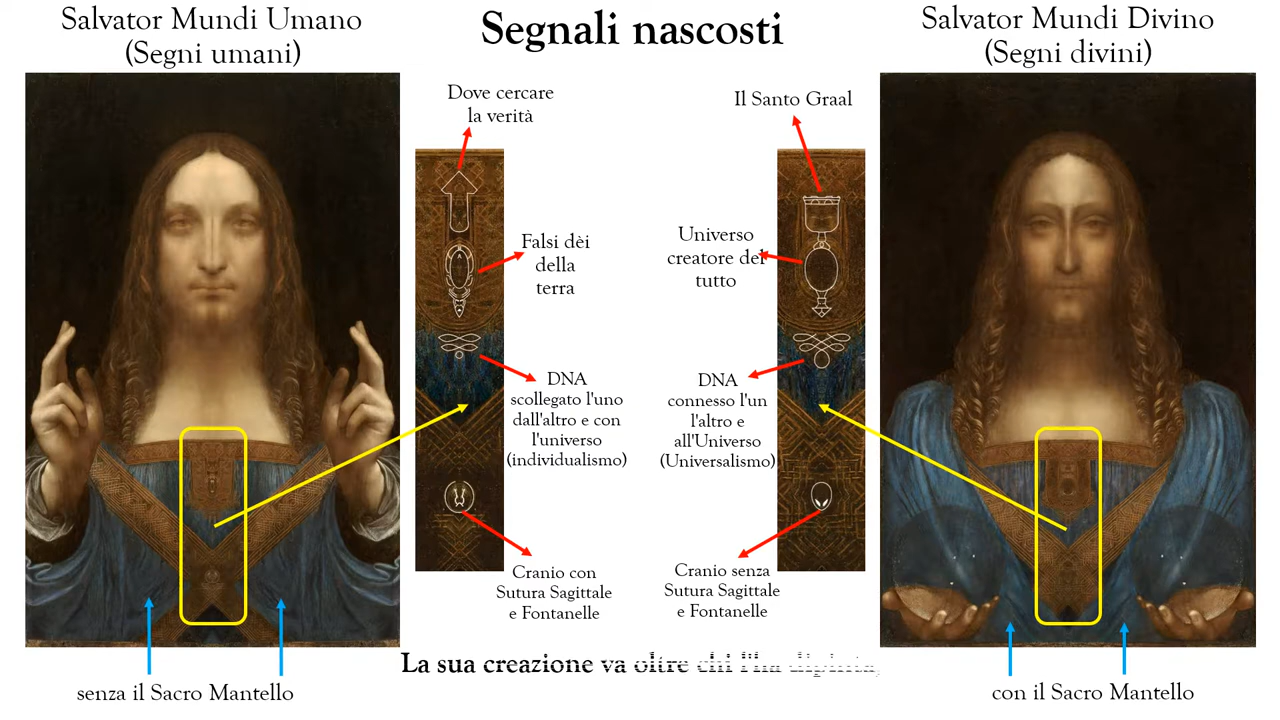 Salvator Mundi Umano
(Segni umani)
Segnali nascosti
Salvator Mundi Divino
(Segni divini)
Dove cercare
la verità
Falsi dèi
della
terra
DNA
scollegato l'uno
dall'altro e con
l'universo
(individualismo)
Cranio con
Sutura Sagittale
e Fontanelle
Il Santo Graal
Universo
creatore del
tutto
DNA
connesso l'un
l'altro e
all'Universo
(Universalismo)
Cranio senza
Sutura Sagittale
e Fontanelle
La sua creazione va oltre chi l'ha
senza il Sacro Mantello
con il Sacro Mantello